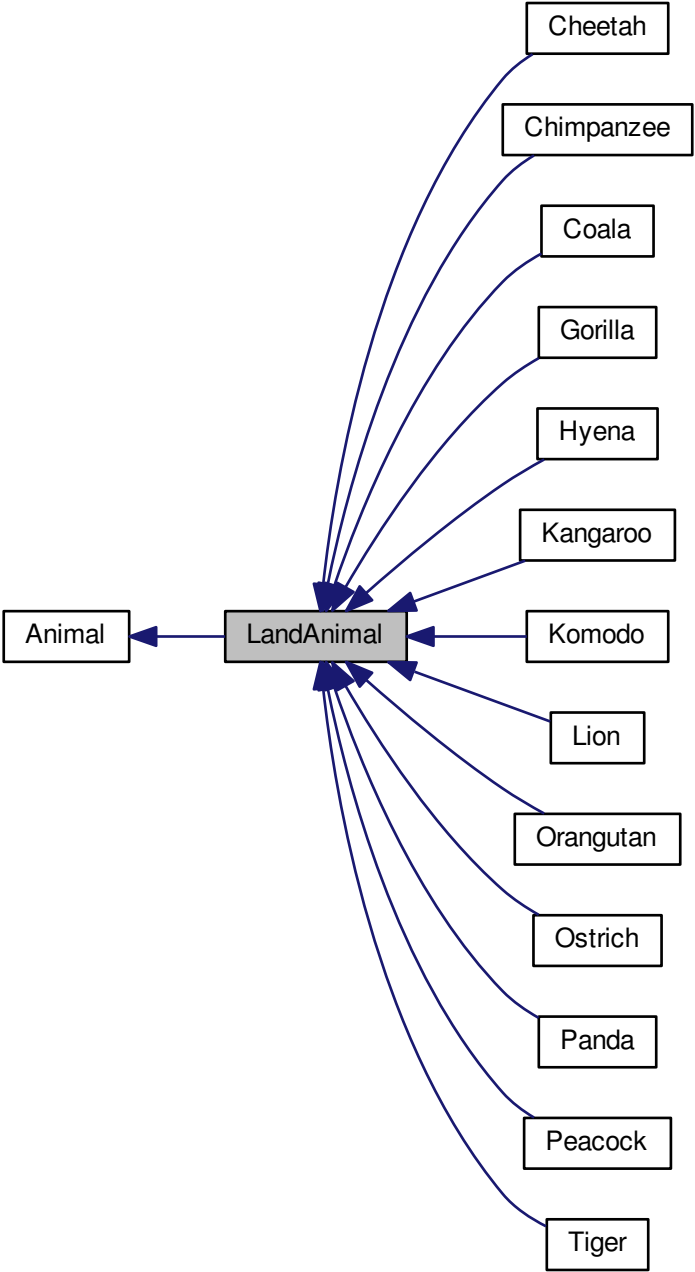 Cheetah
Chimpanzee
Coala
Gorilla
Hyena
Kangaroo
Animal
LandAnimal
Komodo
Lion
Orangutan
Ostrich
Panda
Peacock
Tiger